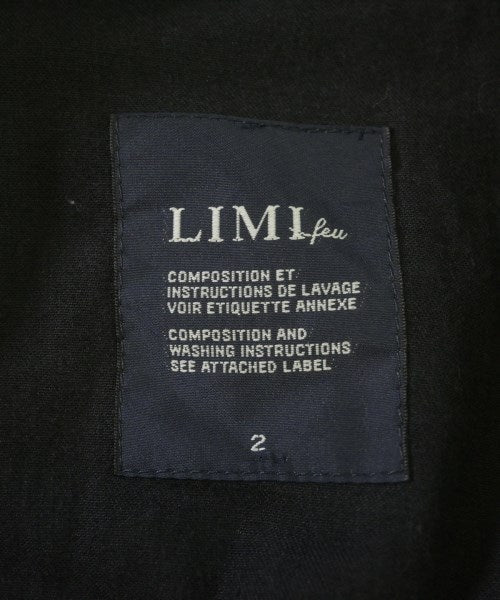 LIMI feu
COMPOSITION ET
INSTRUCTIONS DE LAVAGE
VOIR ETIQUETTE ANNEXE
COMPOSITION AND
WASHING INSTRUCTIONS
SEE ATTACHED LABEL
2